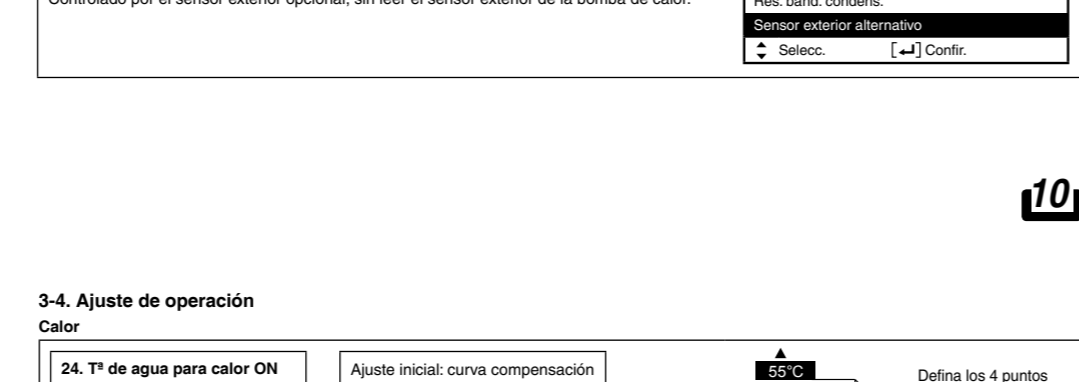 Controlado por el sensor exterior opcional, sin leer el sensor exterior de la bomba de calor.
Res. band. condens.
Sensor exterior alternativo
Selecc. [↵] Confir.
10
3-4. Ajuste de operación
Calor
24. Tª de agua para calor ON
Ajuste inicial: curva compensación
55°C
Defina los 4 puntos